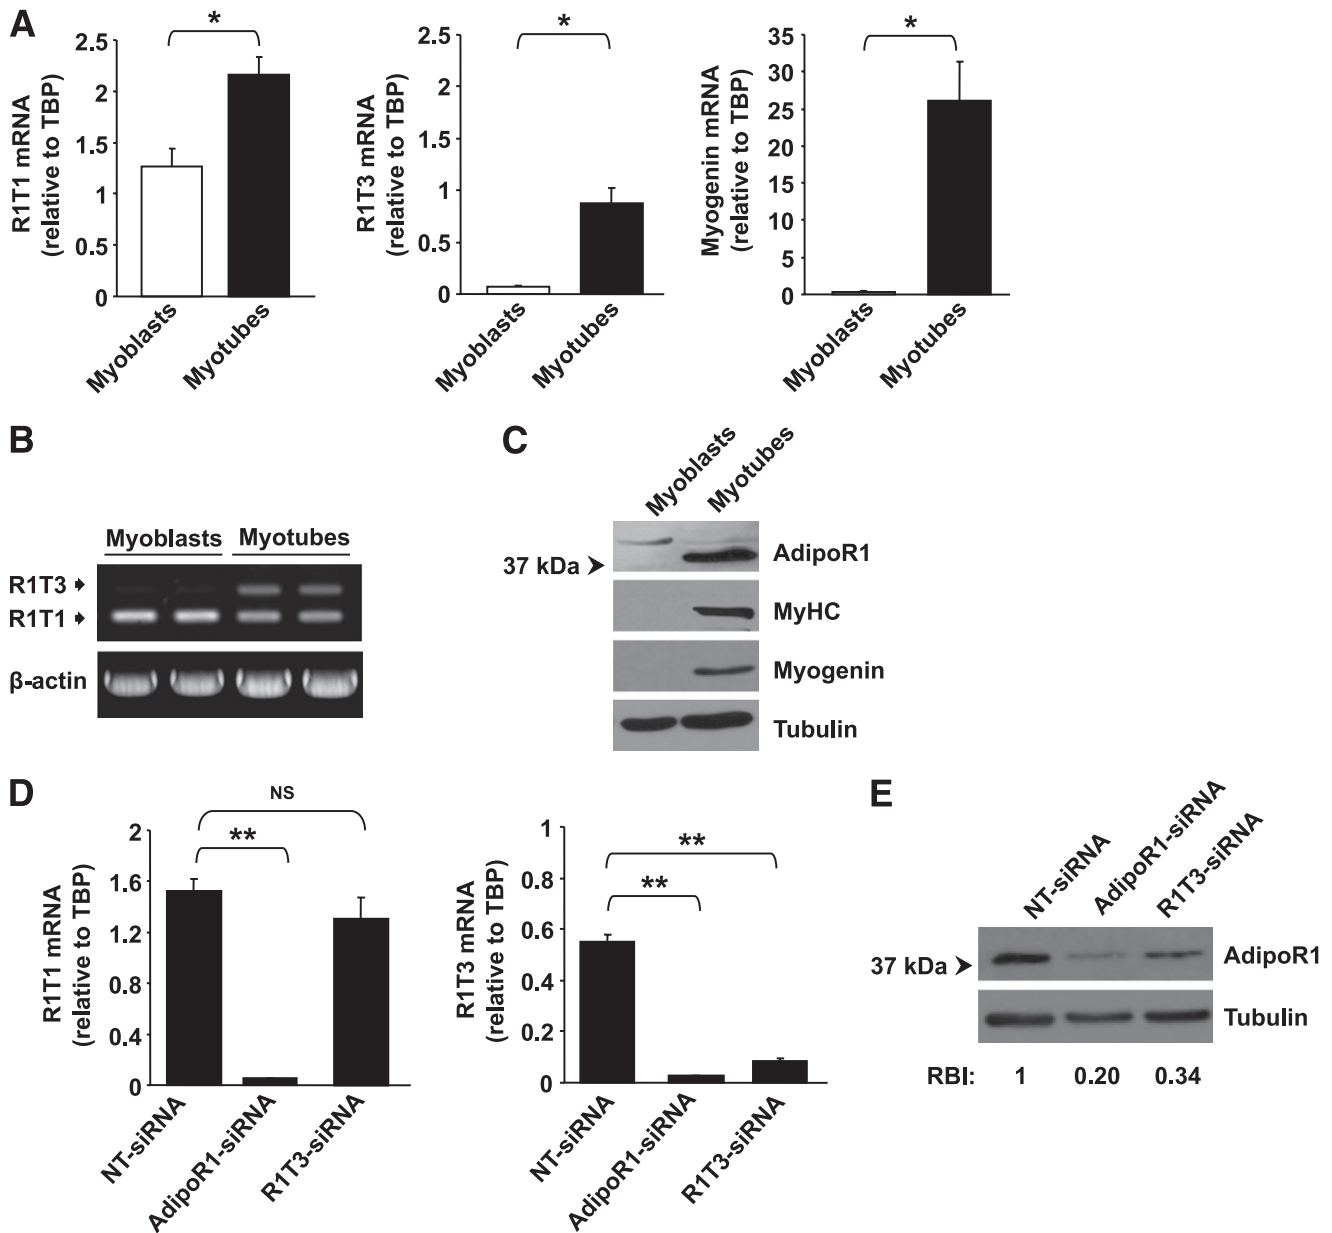 A
R1T1 mRNA
(relative to TBP)
2.5
2
1.5
1
0.5
0
*
Myoblasts
Myotubes
R1T3 mRNA
(relative to TBP)
2.5
2
1.5
1
0.5
0
*
Myoblasts
Myotubes
Myogenin mRNA
(relative to TBP)
35
30
25
20
15
10
5
0
*
Myoblasts
Myotubes
B
Myoblasts Myotubes
R1T3
R1T1
β-actin
C
Myoblasts
Myotubes
37 kDa
AdipoR1
MyHC
Myogenin
Tubulin
D
R1T1 mRNA
(relative to TBP)
2
1.6
1.2
0.8
0.4
0
NS
**
NT-siRNA
AdipoR1-siRNA
R1T3-siRNA
R1T3 mRNA
(relative to TBP)
1
0.8
0.6
0.4
0.2
0
**
**
NT-siRNA
AdipoR1-siRNA
R1T3-siRNA
E
NT-siRNA
AdipoR1-siRNA
R1T3-siRNA
37 kDa
AdipoR1
Tubulin
RBI: 1 0.20 0.34